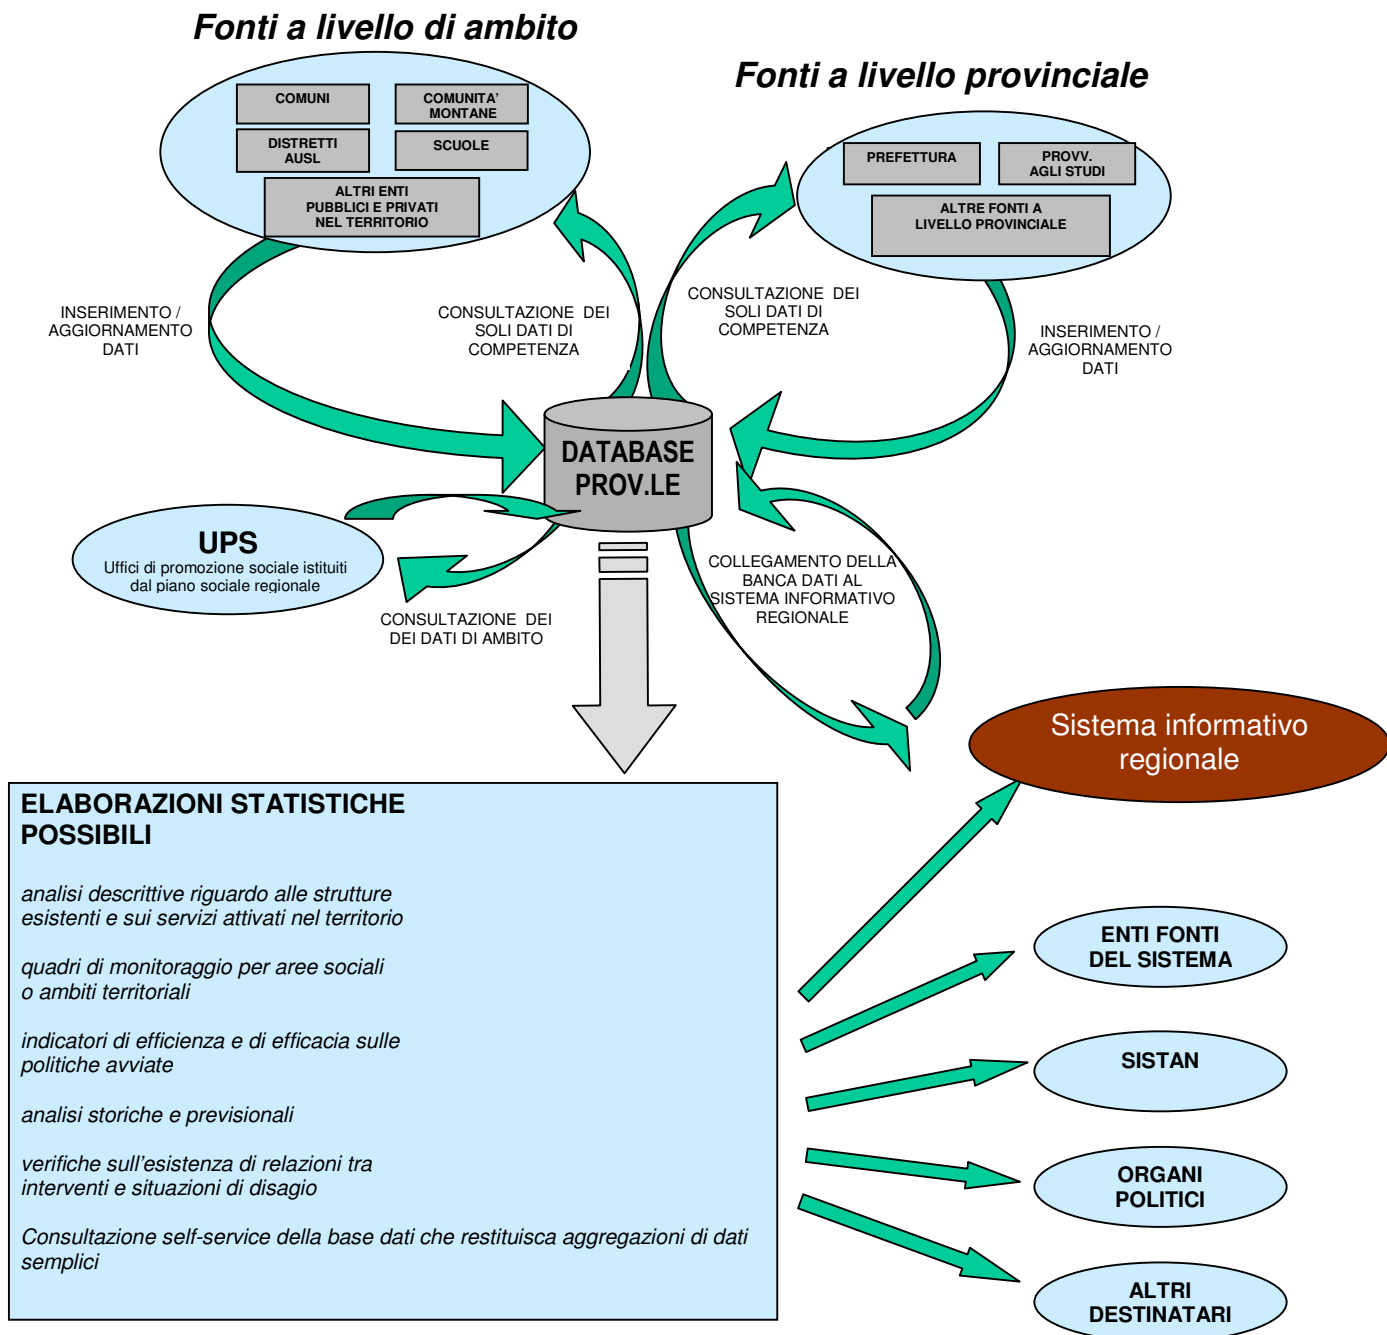 Fonti a livello di ambito
Fonti a livello provinciale
COMUNI
COMUNITA'
MONTANE
DISTRETTI
AUSL
SCUOLE
ALTRI ENTI
PUBBLICI E PRIVATI
NEL TERRITORIO
PREFETTURA
PROVV.
AGLI STUDI
ALTRE FONTI A
LIVELLO PROVINCIALE
INSERIMENTO /
AGGIORNAMENTO
DATI
CONSULTAZIONE DEI
SOLI DATI DI
COMPETENZA
CONSULTAZIONE DEI
SOLI DATI DI
COMPETENZA
INSERIMENTO /
AGGIORNAMENTO
DATI
DATABASE
PROV.LE
UPS
Uffici di promozione sociale istituiti
dal piano sociale regionale
CONSULTAZIONE DEI
DEI DATI DI AMBITO
COLLEGAMENTO DELLA
BANCA DATI AL
SISTEMA INFORMATIVO
REGIONALE
Sistema informativo
regionale
ELABORAZIONI STATISTICHE
POSSIBILI
analisi descrittive riguardo alle strutture
esistenti e sui servizi attivati nel territorio
quadri di monitoraggio per aree sociali
o ambiti territoriali
indicatori di efficienza e di efficacia sulle
politiche avviate
analisi storiche e previsionali
verifiche sull'esistenza di relazioni tra
interventi e situazioni di disagio
Consultazione self-service della base dati che restituisca aggregazioni di dati
semplici
ENTI FONTI
DEL SISTEMA
SISTAN
ORGANI
POLITICI
ALTRI
DESTINATARI